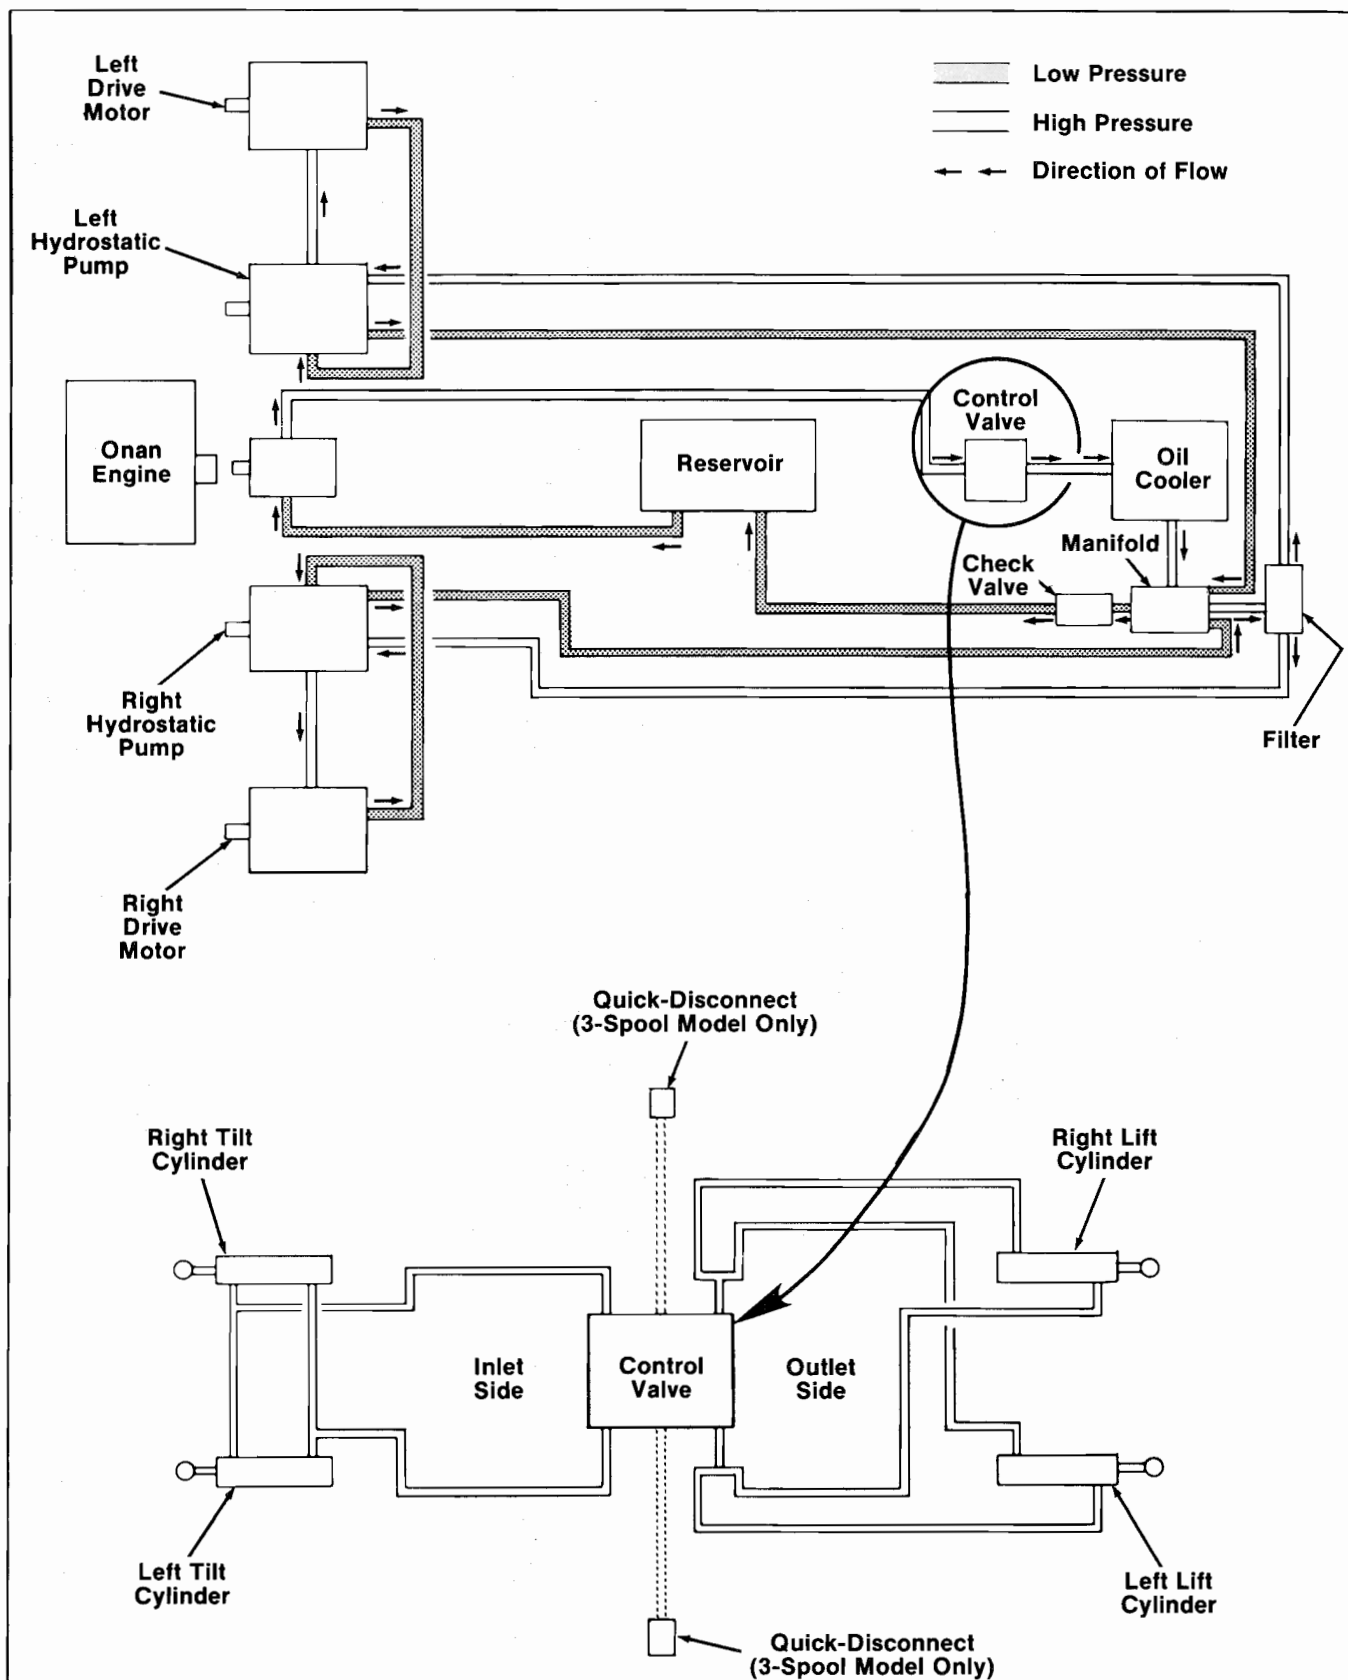 Left
Drive
Motor
Low Pressure
High Pressure
Direction of Flow
Left
Hydrostatic
Pump
Control
Valve
Onan
Engine
Reservoir
Oil
Cooler
Manifold
Check
Valve
Right
Hydrostatic
Pump
Filter
Right
Drive
Motor
Quick-Disconnect
(3-Spool Model Only)
Right Tilt
Cylinder
Right Lift
Cylinder
Inlet
Side
Control
Valve
Outlet
Side
Left Tilt
Cylinder
Left Lift
Cylinder
Quick-Disconnect
(3-Spool Model Only)